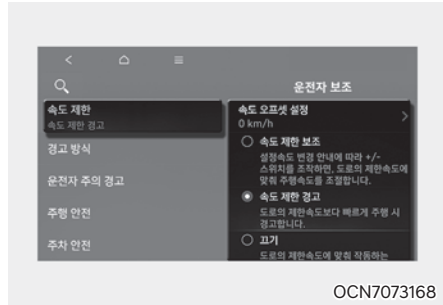 운전자 보조
속도 제한
속도 제한 경고
경고 방식
운전자 주의 경고
주행 안전
주차 안전
속도 오프셋 설정
0 km/h
속도 제한 보조
설정속도 변경 안내에 따라 +/-
스위치를 조작하면, 도로의 제한속도에
맞춰 주행속도를 조절합니다.
속도 제한 경고
도로의 제한속도보다 빠르게 주행 시
경고합니다.
끄기
도로의 제한속도에 맞춰 작동하는
OCN7073168